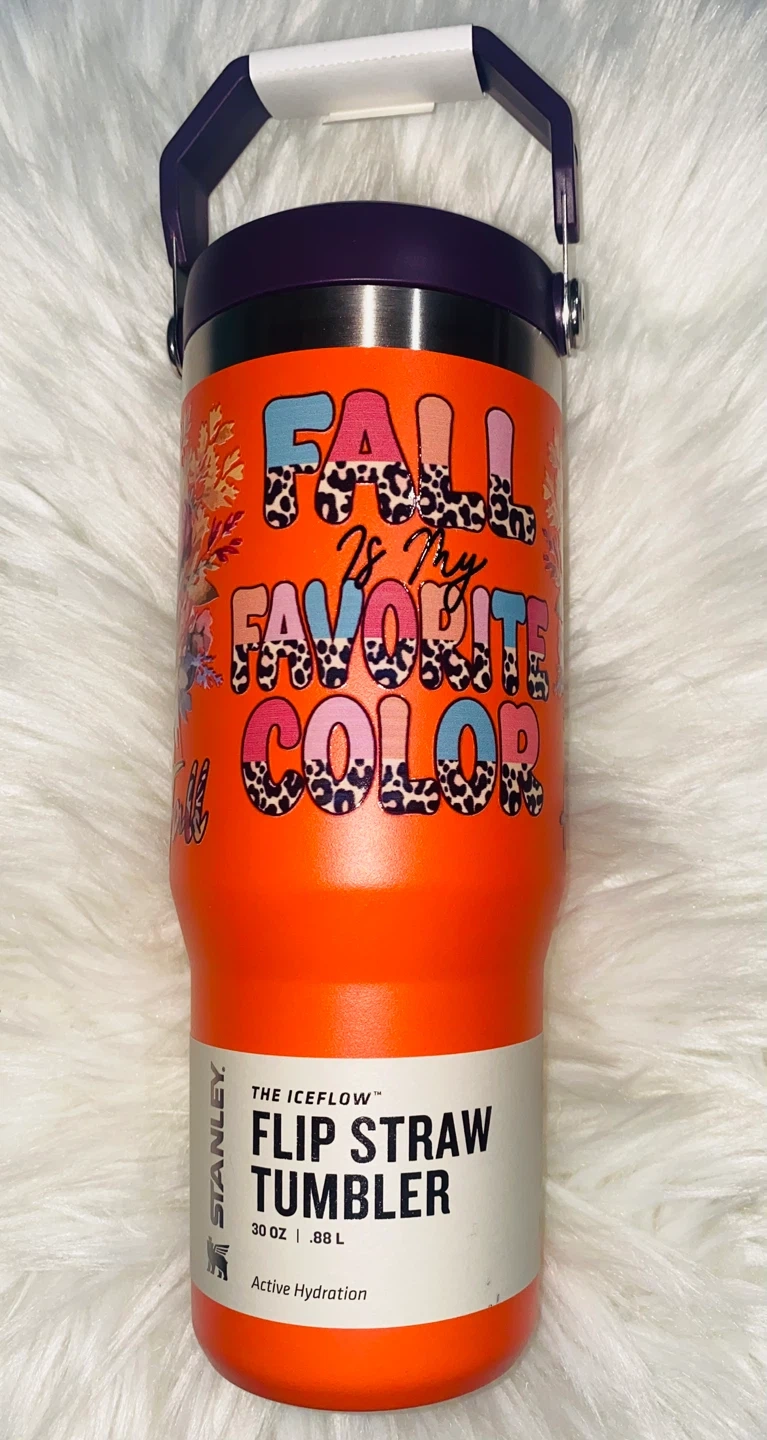 FALL
Is My
FAVORITE
COLOR
STANLEY.
THE ICEFLOW™
FLIP STRAW
TUMBLER
30 OZ | .88 L
Active Hydration